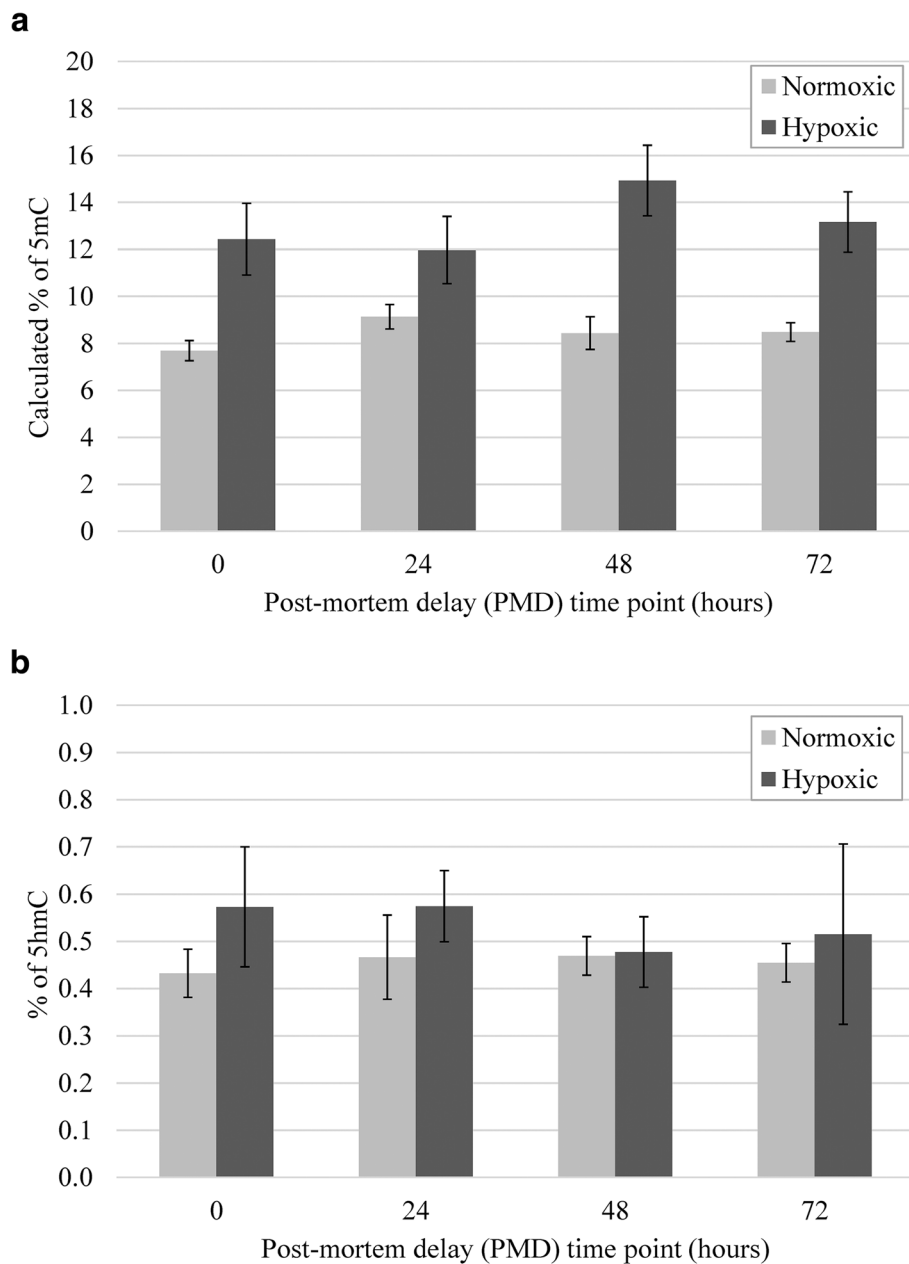 a
20
18
16
14
12
10
8
6
4
2
0
Calculated % of 5mC
Normoxic
Hypoxic
0 24 48 72
Post-mortem delay (PMD) time point (hours)
b
1.0
0.9
0.8
0.7
0.6
0.5
0.4
0.3
0.2
0.1
0.0
% of 5hmC
Normoxic
Hypoxic
0 24 48 72
Post-mortem delay (PMD) time point (hours)